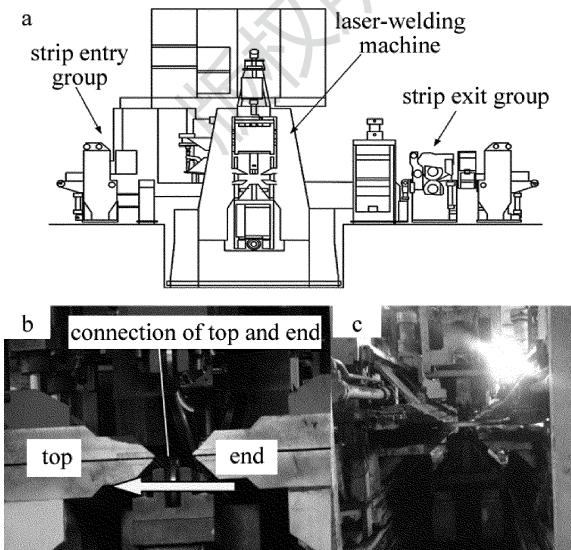 a
laser-welding
machine
strip entry
group
strip exit group
b
connection of top and end
c
top
end